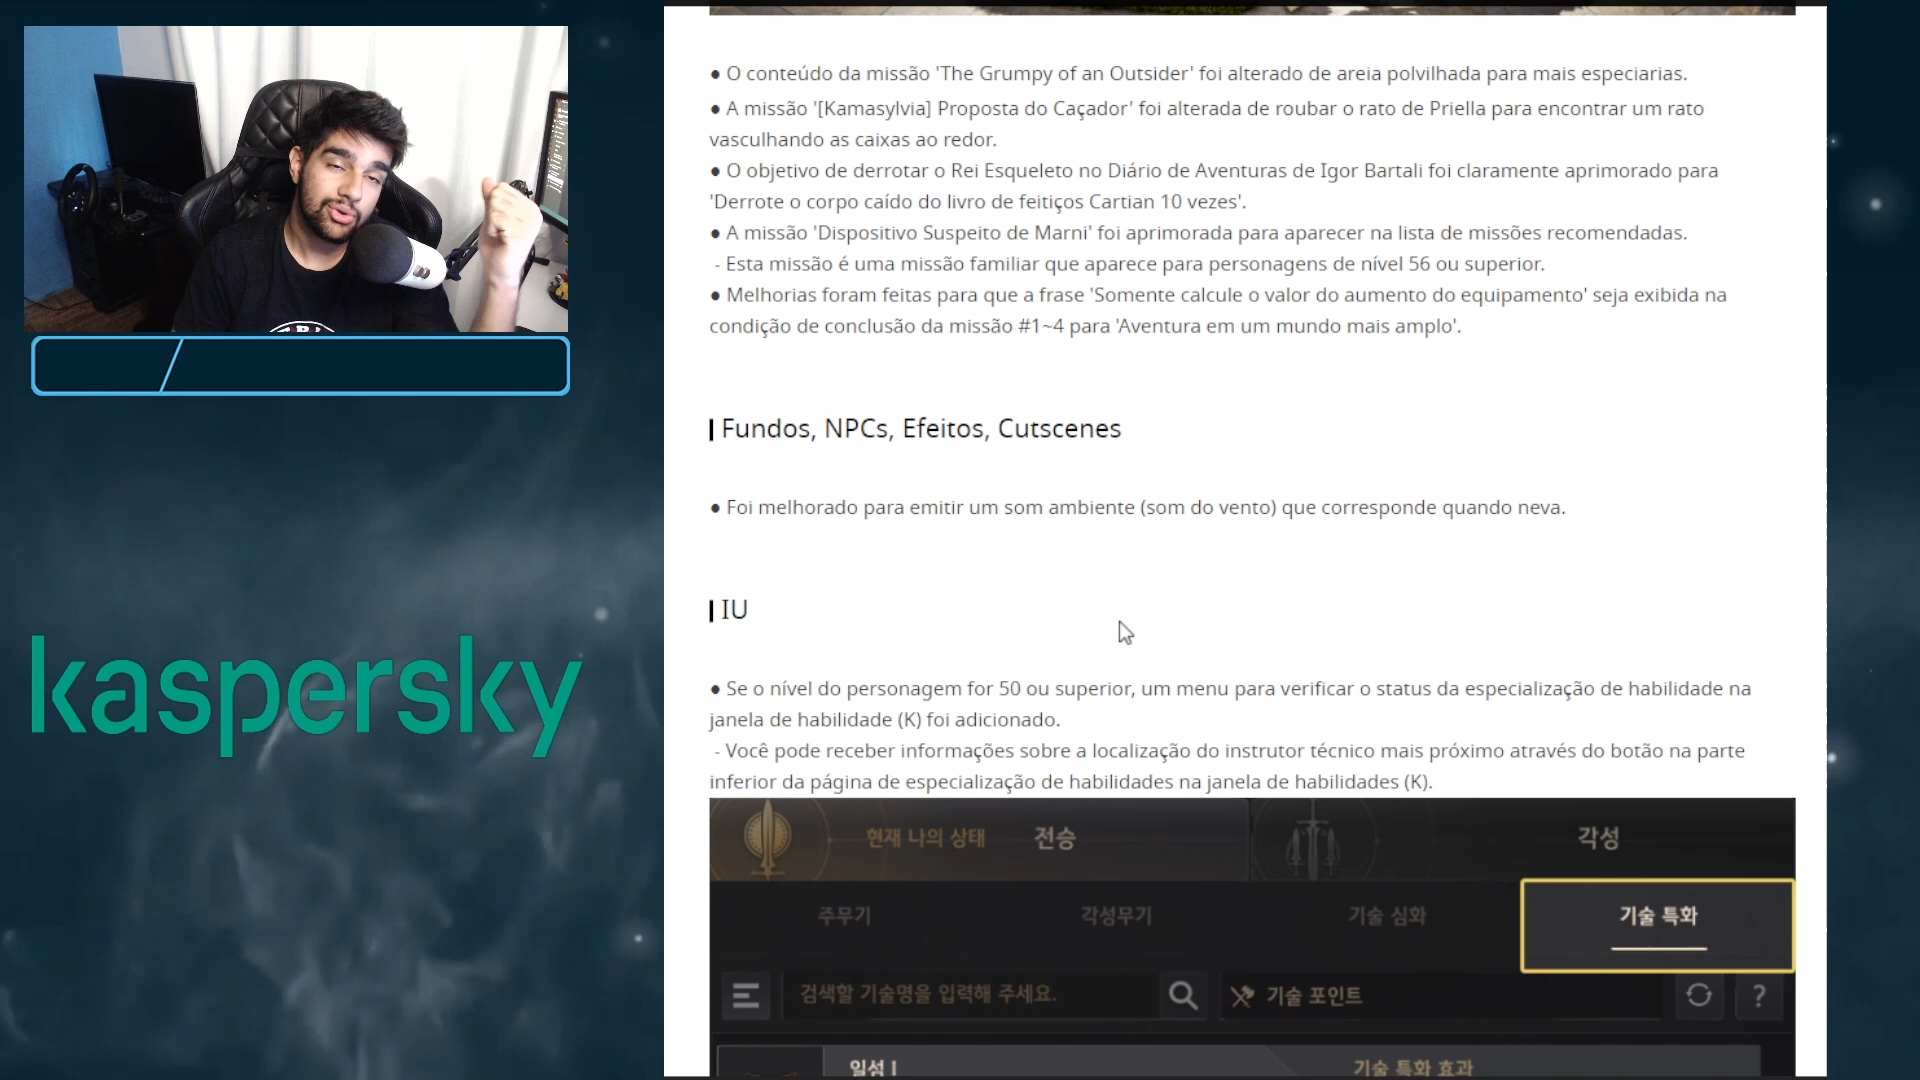 ● O conteúdo da missão 'The Grumpy of an Outsider' foi alterado de areia polvilhada para mais especiarias.
● A missão '[Kamasylvia] Proposta do Caçador' foi alterada de roubar o rato de Priella para encontrar um rato
vasculhando as caixas ao redor.
● O objetivo de derrotar o Rei Esqueleto no Diário de Aventuras de Igor Bartali foi claramente aprimorado para
'Derrote o corpo caído do livro de feitiços Cartian 10 vezes'.
● A missão 'Dispositivo Suspeito de Marni' foi aprimorada para aparecer na lista de missões recomendadas.
- Esta missão é uma missão familiar que aparece para personagens de nível 56 ou superior.
● Melhorias foram feitas para que a frase 'Somente calcule o valor do aumento do equipamento' seja exibida na
condição de conclusão da missão #1~4 para 'Aventura em um mundo mais amplo'.
Fundos, NPCs, Efeitos, Cutscenes
● Foi melhorado para emitir um som ambiente (som do vento) que corresponde quando neva.
IU
● Se o nível do personagem for 50 ou superior, um menu para verificar o status da especialização de habilidade na
janela de habilidade (K) foi adicionado.
- Você pode receber informações sobre a localização do instrutor técnico mais próximo através do botão na parte
inferior da página de especialização de habilidades na janela de habilidades (K).
현재 나의 상태 전승 각성
주무기 각성무기 기술 심화 기술 특화
검색할 기술명을 입력해 주세요. 기술 포인트 ?
일섬 I 기술 특화 효과
kaspersky